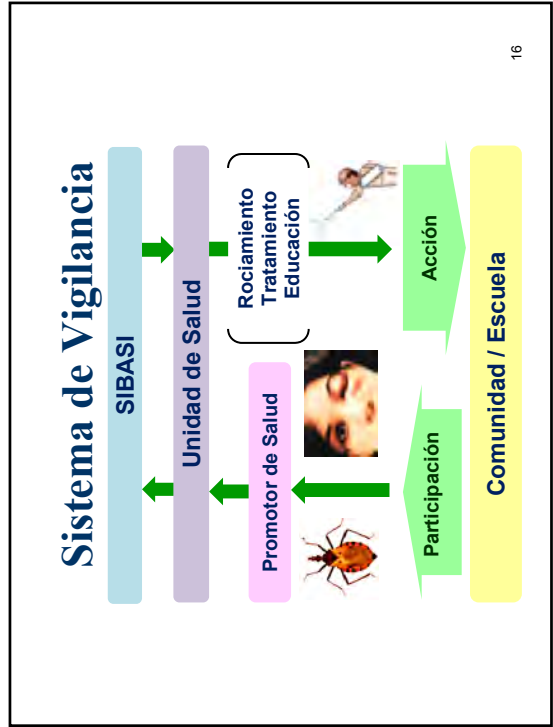 Sistema de Vigilancia
SIBASI
Unidad de Salud
Promotor de Salud
Rociamiento
Tratamiento
Educación
Participación
Acción
Comunidad / Escuela
16